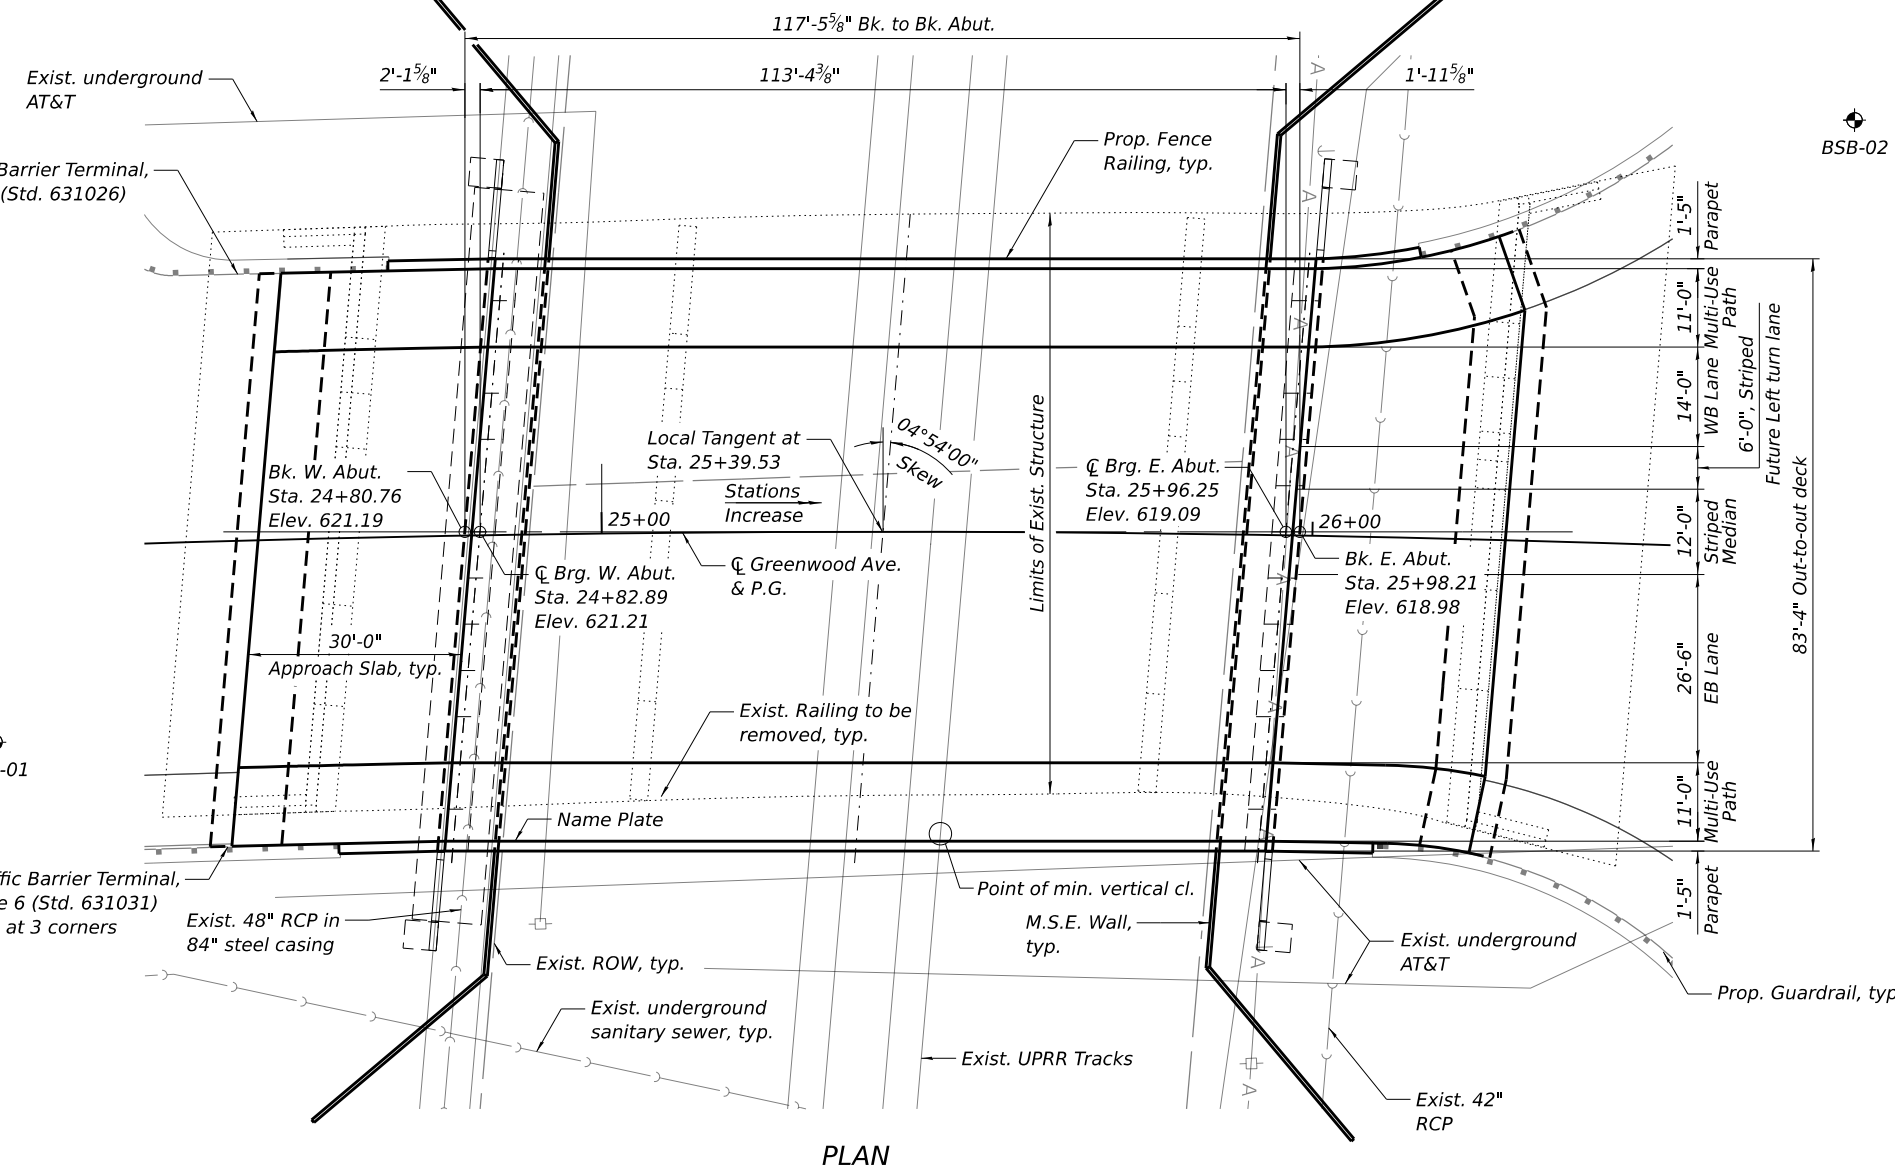 117'-5⅝" Bk. to Bk. Abut.
2'-1⅝"
113'-4⅜"
1'-11⅝"
Exist. underground
AT&T
Barrier Terminal,
(Std. 631026)
Prop. Fence
Railing, typ.
BSB-02
1'-5"
Parapet
11'-0"
Multi-Use
Path
14'-0"
WB Lane
6'-0", Striped
Future Left turn lane
12'-0"
Striped
Median
26'-6"
EB Lane
11'-0"
Multi-Use
Path
1'-5"
Parapet
83'-4" Out-to-out deck
Local Tangent at
Sta. 25+39.53
04°54'00"
Skew
Stations
Increase
Limits of Exist. Structure
Bk. W. Abut.
Sta. 24+80.76
Elev. 621.19
25+00
℄ Brg. E. Abut.
Sta. 25+96.25
Elev. 619.09
26+00
℄ Brg. W. Abut.
Sta. 24+82.89
Elev. 621.21
℄ Greenwood Ave.
& P.G.
Bk. E. Abut.
Sta. 25+98.21
Elev. 618.98
30'-0"
Approach Slab, typ.
Exist. Railing to be
removed, typ.
-01
Name Plate
ffic Barrier Terminal,
e 6 (Std. 631031)
at 3 corners
Exist. 48" RCP in
84" steel casing
Point of min. vertical cl.
M.S.E. Wall,
typ.
Exist. underground
AT&T
Exist. ROW, typ.
Exist. underground
sanitary sewer, typ.
Prop. Guardrail, typ
Exist. UPRR Tracks
Exist. 42"
RCP
A
A
A
A
A
A
A
A
A
A
PLAN